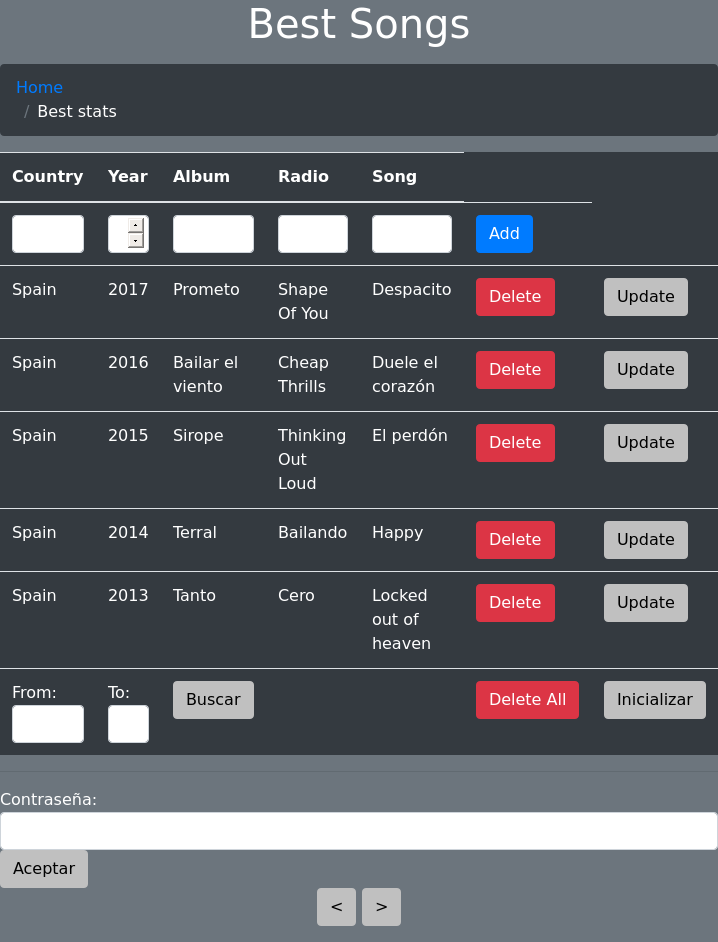 Best Songs
Home
/ Best stats
Country Year Album Radio Song
Add
Spain 2017 Prometo Shape Despacito Delete Update
Of You
Spain 2016 Bailar el Cheap Duele el Delete Update
viento Thrills corazón
Spain 2015 Sirope Thinking El perdón Delete Update
Out
Loud
Spain 2014 Terral Bailando Happy Delete Update
Spain 2013 Tanto Cero Locked Delete Update
out of
heaven
From: To: Buscar Delete All Inicializar
Contraseña:
Aceptar
< >